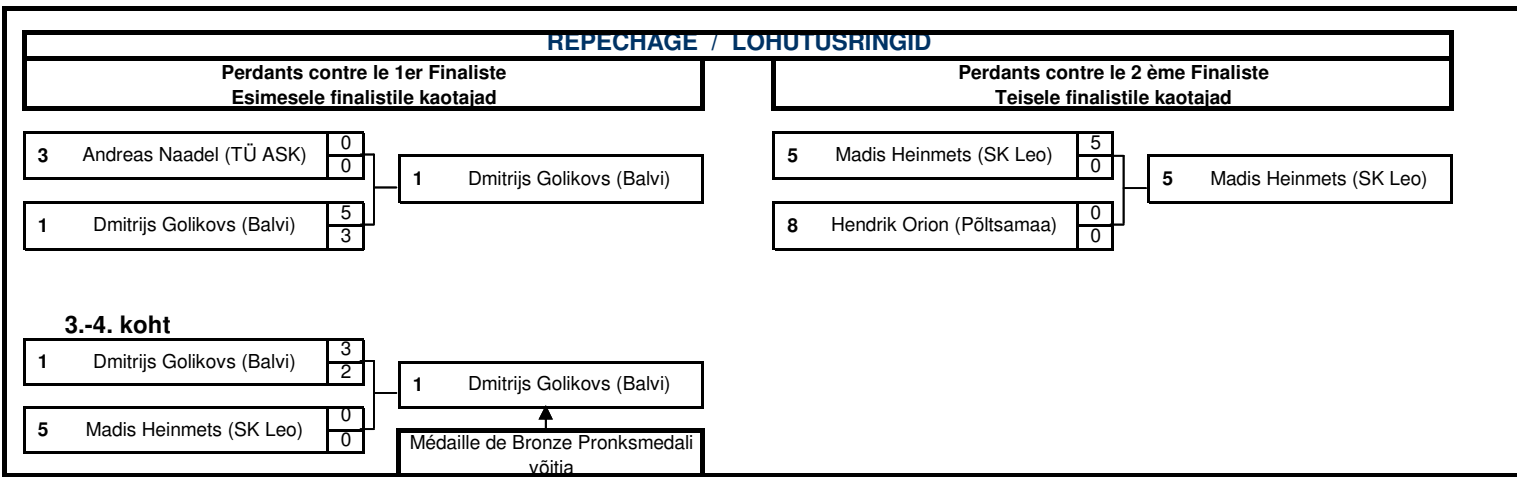 REPECHAGE / LOHUTUSRINGID
Perdants contre le 1er Finaliste
Esimesele finalistile kaotajad
Perdants contre le 2 ème Finaliste
Teisele finalistile kaotajad
3 Andreas Naadel (TÜ ASK) 0
0
1 Dmitrijs Golikovs (Balvi)
1 Dmitrijs Golikovs (Balvi) 5
3
5 Madis Heinmets (SK Leo) 5
0
5 Madis Heinmets (SK Leo)
8 Hendrik Orion (Põltsamaa) 0
0
3.-4. koht
1 Dmitrijs Golikovs (Balvi) 3
2
1 Dmitrijs Golikovs (Balvi)
5 Madis Heinmets (SK Leo) 0
0
Médaille de Bronze Pronksmedali
võitja